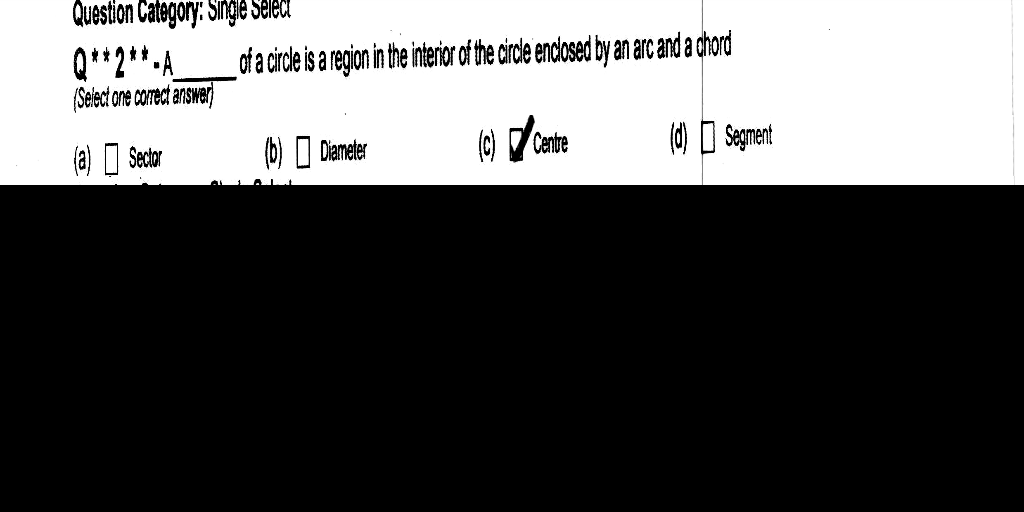 Question Category: Single Select
Q**2**-A______of a circle is a region in the interior of the circle enclosed by an arc and a chord
(Select one correct answer)
(a) ☐ Sector (b) ☐ Diameter (c) ☑ Centre (d) ☐ Segment